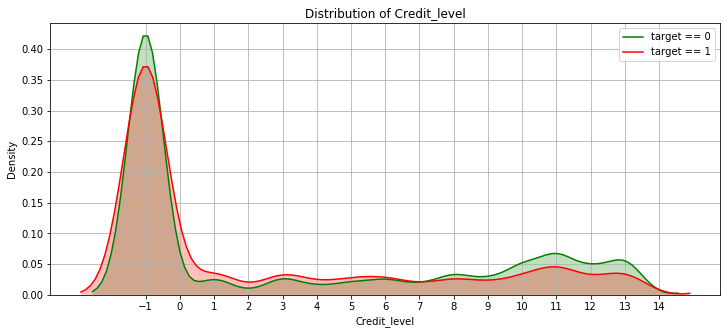 Distribution of Credit_level
target == 0
target == 1
0.40
0.35
0.30
0.25
0.20
0.15
0.10
0.05
0.00
Density
−1 0 1 2 3 4 5 6 7 8 9 10 11 12 13 14
Credit_level